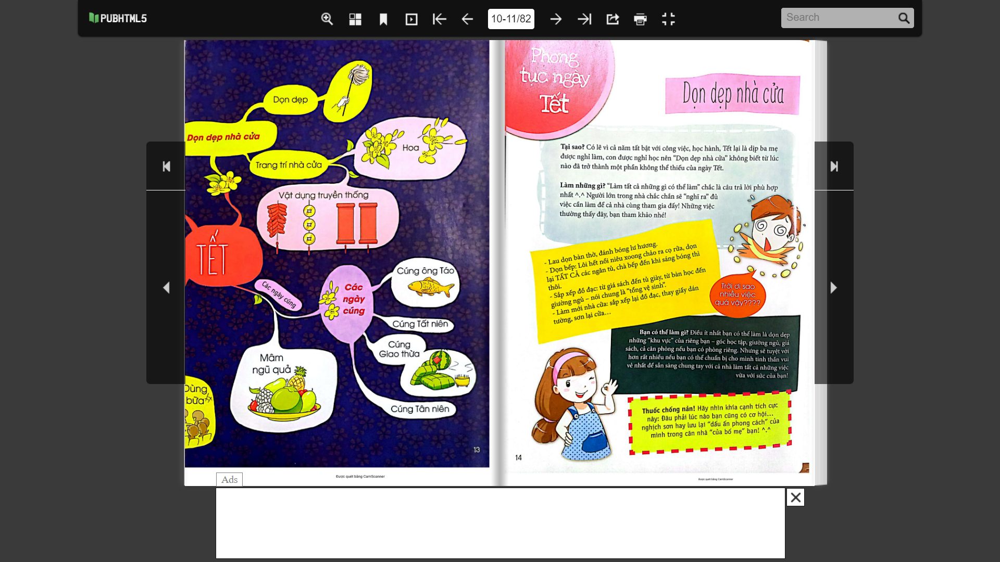 PUBHTML5
10-11/82
Search
Dọn dẹp
Dọn dẹp nhà cửa
Trang trí nhà cửa
Hoa
Vật dụng truyền thống
TẾT
Các ngày cúng
Các
ngày
cúng
Cúng ông Táo
Cúng Tất niên
Cúng
Giao thừa
Cúng Tân niên
Mâm
ngũ quả
Dùng
bữa
13
Được quét bằng CamScanner
Ads
Phong
tục ngày
Tết
Dọn dẹp nhà cửa
Tại sao? Có lẽ vì cả năm tất bật với công việc, học hành, Tết lại là dịp ba mẹ
được nghỉ làm, con được nghỉ học nên “Dọn dẹp nhà cửa” không biết từ lúc
nào đã trở thành một phần không thể thiếu của ngày Tết.
Làm những gì? “Làm tất cả những gì có thể làm” chắc là câu trả lời phù hợp
nhất ^.^ Người lớn trong nhà chắc chắn sẽ “nghĩ ra” đủ
việc cần làm để cả nhà cùng tham gia đấy! Những việc
thường thấy đây, bạn tham khảo nhé!
- Lau dọn bàn thờ, đánh bóng lư hương.
- Dọn bếp: Lôi hết nồi niêu xoong chảo ra cọ rửa, dọn
lại TẤT CẢ các ngăn tủ, chà bếp đến khi sáng bóng thì
thôi.
- Sắp xếp đồ đạc: từ giá sách đến tủ giày, từ bàn học đến
giường ngủ – nói chung là “tổng vệ sinh”.
- Làm mới nhà cửa: sắp xếp lại đồ đạc, thay giấy dán
tường, sơn lại cửa…
Trời ơi sao
nhiều việc
quá vậy????
Bạn có thể làm gì? Điều ít nhất bạn có thể làm là dọn dẹp
những “khu vực” của riêng bạn – góc học tập, giường ngủ, giá
sách, cả căn phòng nếu bạn có phòng riêng. Nhưng sẽ tuyệt vời
hơn rất nhiều nếu bạn có thể chuẩn bị cho mình tinh thần vui
vẻ nhất để sẵn sàng chung tay với cả nhà làm tất cả những việc
vừa với sức của bạn!
Thuốc chống nản! Hãy nhìn khía cạnh tích cực
này: Đâu phải lúc nào bạn cũng có cơ hội…
nghịch sơn hay lưu lại “dấu ấn phong cách” của
mình trong căn nhà “của bố mẹ” bạn! ^.^
14
Được quét bằng CamScanner